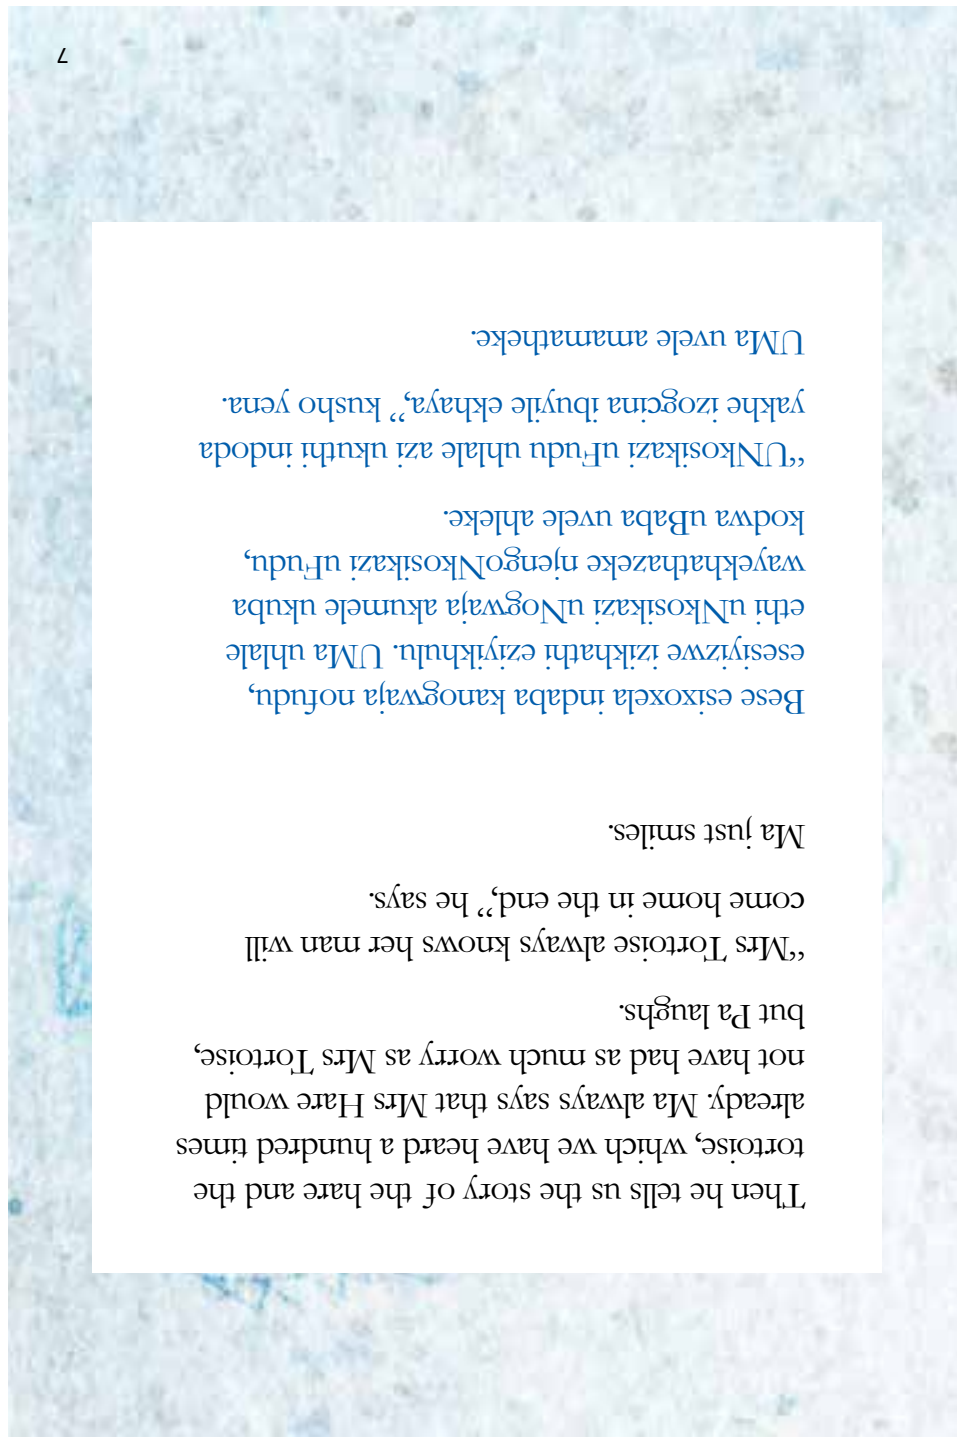 Then he tells us the story of the hare and the
tortoise, which we have heard a hundred times
already. Ma always says that Mrs Hare would
not have had as much worry as Mrs Tortoise,
but Pa laughs.
“Mrs Tortoise always knows her man will
come home in the end,” he says.
Ma just smiles.
Bese esixoxela indaba kanogwaja nofudu,
esesiyizwe izikhathi eziyikhulu. UMa uhlale
ethi uNkosikazi uNogwaja akumele ukuba
wayekhathazeke njengoNkosikazi uFudu,
kodwa uBaba uvele ahleke.
“UNkosikazi uFudu uhlale azi ukuthi indoda
yakhe izogcina ibuyile ekhaya,” kusho yena.
UMa uvele amamatheke.
7